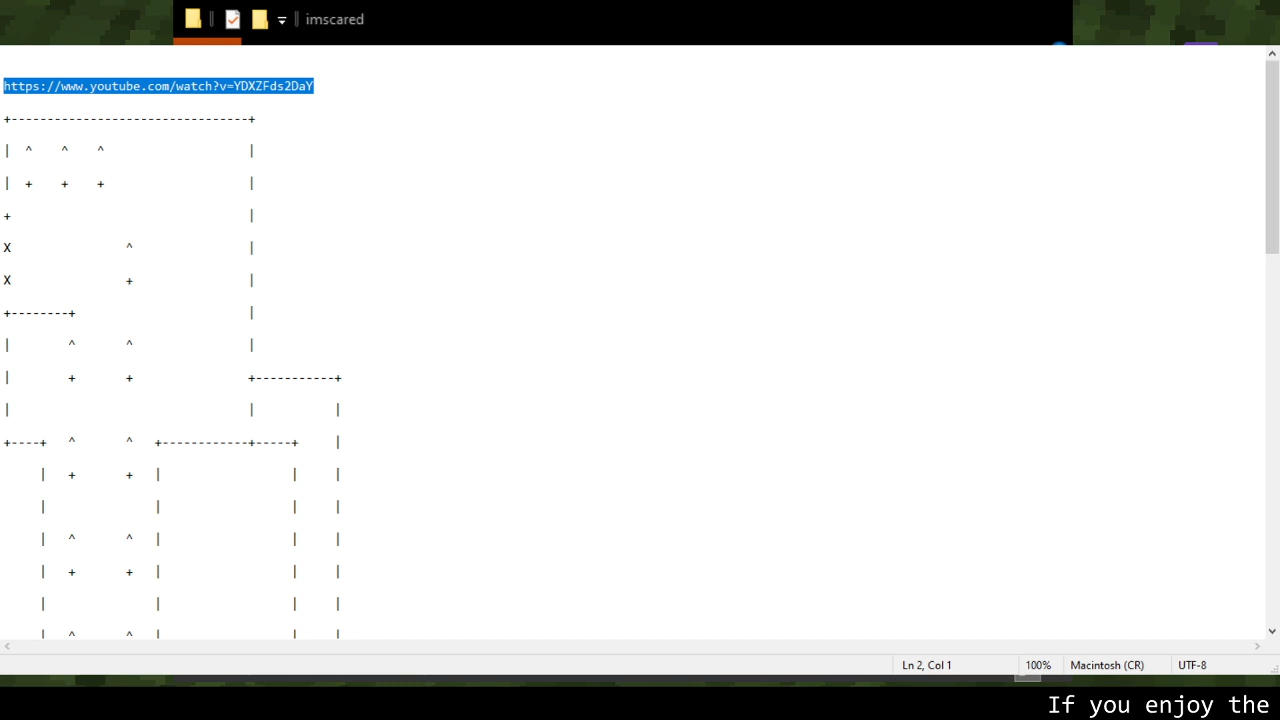 imscared
https://www.youtube.com/watch?v=YDXZFds2DaY
+---------------------------------+
|  ^    ^   ^                    |
|  +    +   +                    |
+                                 |
X                ^                |
X                +                |
+--------+                        |
|        ^       ^                |
|        +       +                +-----------+
|                                 |           |
+----+   ^       ^   +------------+-----+     |
     |   +       +   |                  |     |
     |               |                  |     |
     |   ^       ^   |                  |     |
     |   +       +   |                  |     |
     |               |                  |     |
     |   ^       ^   |                  |     |
Ln 2, Col 1
100%
Macintosh (CR)
UTF-8
If you enjoy the